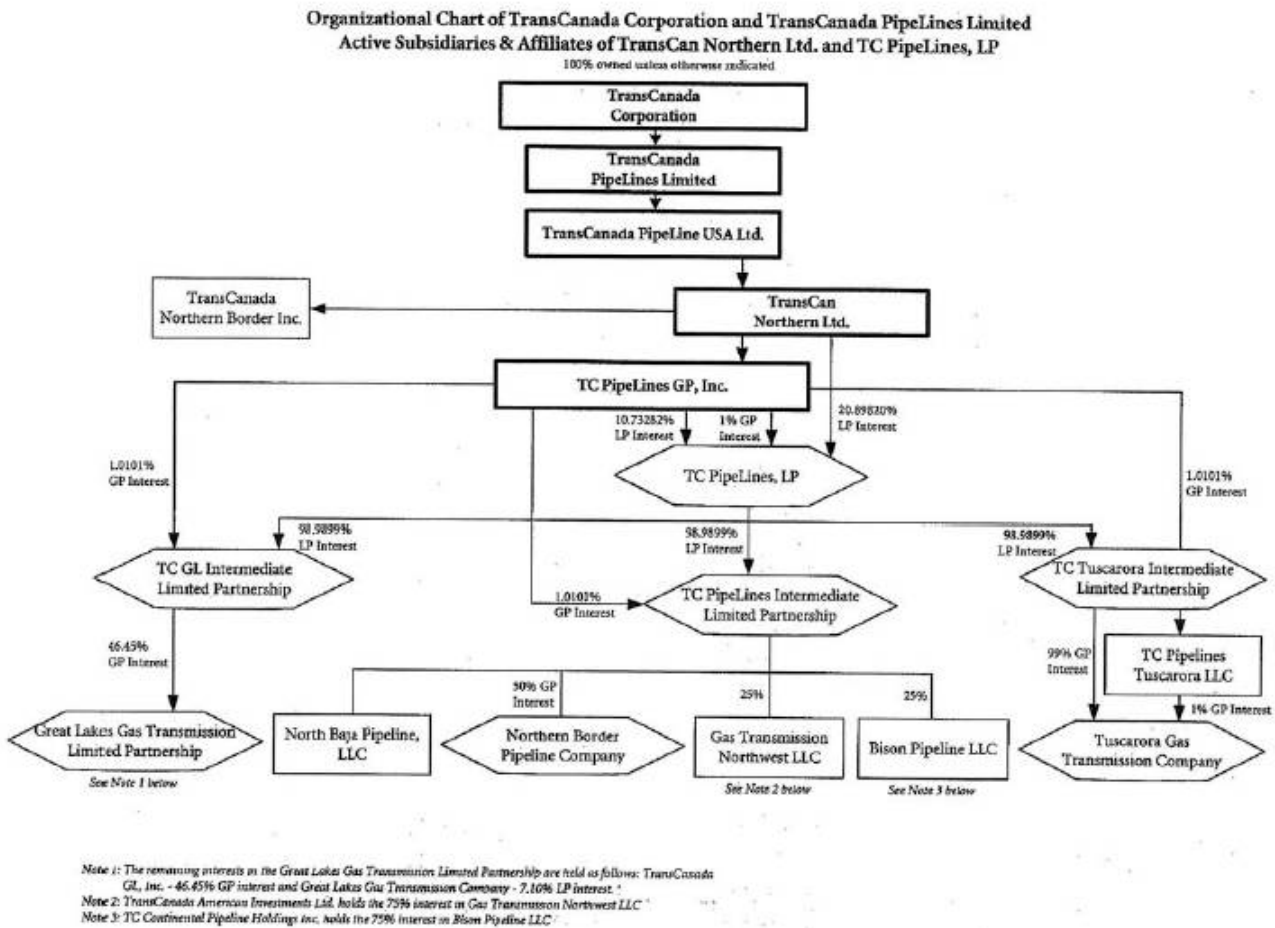 Organizational Chart of TransCanada Corporation and TransCanada PipeLines Limited
Active Subsidiaries & Affiliates of TransCan Northern Ltd. and TC PipeLines, LP
100% owned unless otherwise indicated
TransCanada
Corporation
TransCanada
PipeLines Limited
TransCanada PipeLine USA Ltd.
TransCanada
Northern Border Inc.
TransCan
Northern Ltd.
TC PipeLines GP, Inc.
10.73282%
LP Interest
1% GP
Interest
20.89820%
LP Interest
1.0101%
GP Interest
TC PipeLines, LP
1.0101%
GP Interest
98.9899%
LP Interest
98.9899%
LP Interest
98.9899%
LP Interest
TC GL Intermediate
Limited Partnership
1.0101%
GP Interest
TC PipeLines Intermediate
Limited Partnership
TC Tuscarora Intermediate
Limited Partnership
46.45%
GP Interest
50% GP
Interest
25%
25%
99% GP
Interest
TC Pipelines
Tuscarora LLC
1% GP Interest
Great Lakes Gas Transmission
Limited Partnership
North Baja Pipeline,
LLC
Northern Border
Pipeline Company
Gas Transmission
Northwest LLC
Bison Pipeline LLC
Tuscarora Gas
Transmission Company
See Note 1 below
See Note 2 below
See Note 3 below
Note 1: The remaining interests in the Great Lakes Gas Transmission Limited Partnership are held as follows: TransCanada
GL, Inc. - 46.45% GP interest and Great Lakes Gas Transmission Company - 7.10% LP interest.
Note 2: TransCanada American Investments Ltd. holds the 75% interest in Gas Transmission Northwest LLC
Note 3: TC Continental Pipeline Holdings Inc. holds the 75% interest in Bison Pipeline LLC